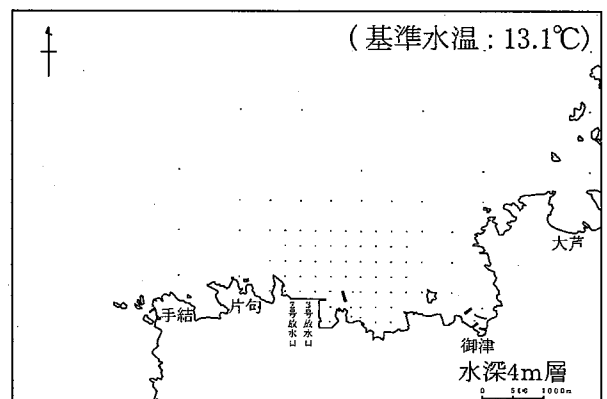 (基準水温:13.1℃)
大芦
手結
片句
2号放水口
3号放水口
御津
水深4m層
0 500 1000m